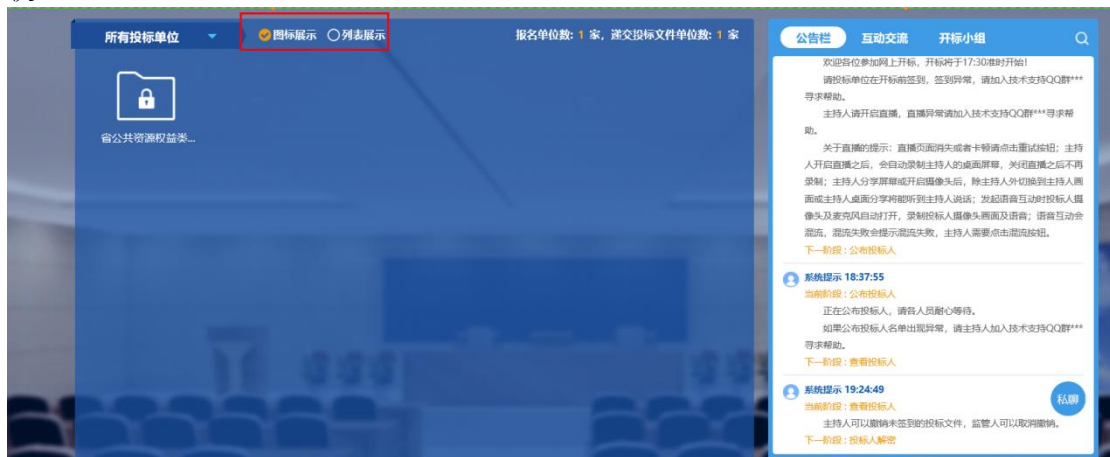 所有投标单位
图标展示 列表展示
报名单位数: 1 家, 递交投标文件单位数: 1 家
省公共资源权益类...
公告栏 互动交流 开标小组
欢迎各位参加网上开标, 开标将于17:30准时开始!
请投标单位在开标前签到, 签到异常, 请加入技术支持QQ群***
寻求帮助。
主持人请开启直播, 直播异常请加入技术支持QQ群***寻求帮
助。
关于直播的提示: 直播页面消失或者卡顿请点击重试按钮; 主持
人开启直播之后, 会自动录制主持人的桌面屏幕, 关闭直播之后不再
录制; 主持人分享屏幕或开启摄像头后, 除主持人外切换到主持人画
面或主持人桌面分享将能听到主持人说话; 发起语音互动时投标人摄
像头及麦克风自动打开, 录制投标人摄像头画面及语音; 语音互动会
混流, 混流失败会提示混流失败, 主持人需要点击混流按钮。
下一阶段 : 公布投标人
系统提示 18:37:55
当前阶段 : 公布投标人
正在公布投标人, 请各人员耐心等待。
如果公布投标人名单出现异常, 请主持人加入技术支持QQ群***
寻求帮助。
下一阶段 : 查看投标人
系统提示 19:24:49
当前阶段 : 查看投标人
主持人可以撤销未签到的投标文件, 监管人可以取消撤销。
下一阶段 : 投标人解密
私聊